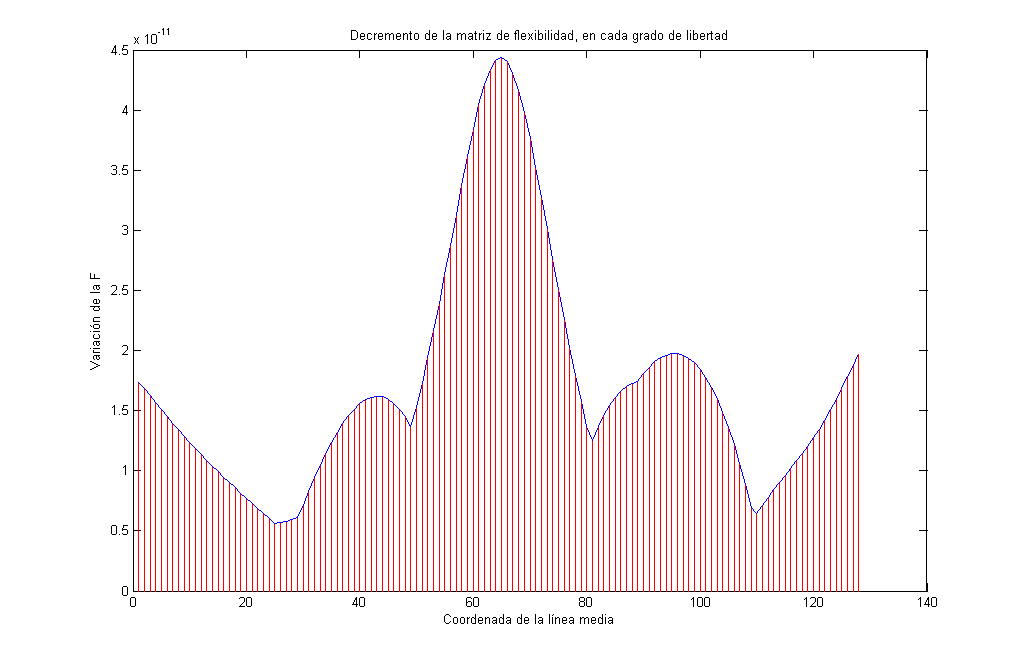 Decremento de la matriz de flexibilidad, en cada grado de libertad
x 10^-11
4.5
4
3.5
3
2.5
2
1.5
1
0.5
0
Variación de la F
0 20 40 60 80 100 120 140
Coordenada de la línea media